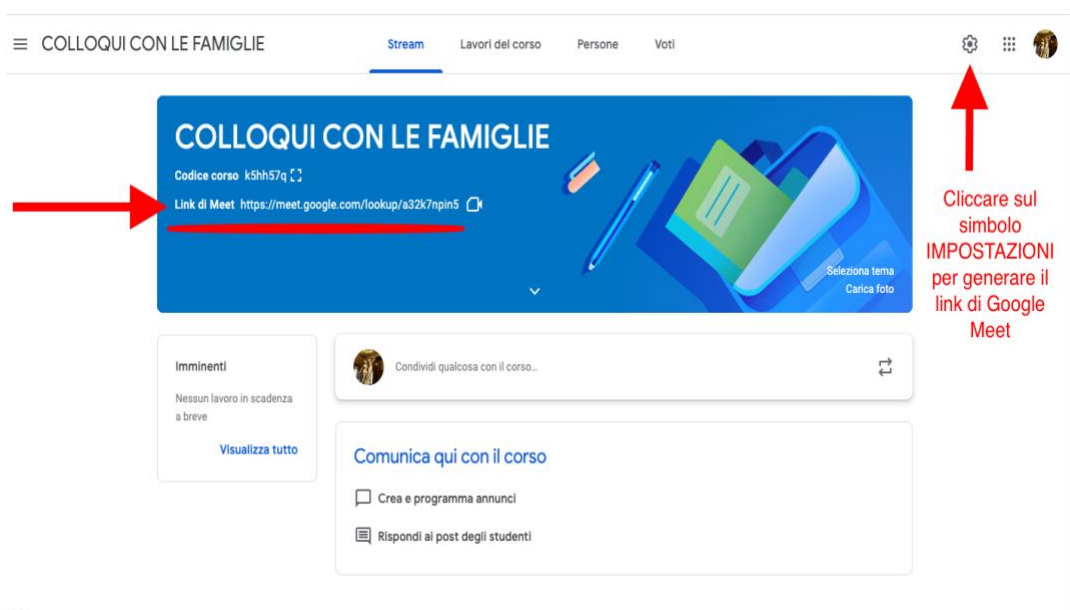 COLLOQUI CON LE FAMIGLIE
Stream
Lavori del corso
Persone
Voti
COLLOQUI CON LE FAMIGLIE
Codice corso k5hh57q
Link di Meet https://meet.google.com/lookup/a32k7npin5
Seleziona tema
Carica foto
Cliccare sul
simbolo
IMPOSTAZIONI
per generare il
link di Google
Meet
Imminenti
Nessun lavoro in scadenza
a breve
Visualizza tutto
Condividi qualcosa con il corso...
Comunica qui con il corso
Crea e programma annunci
Rispondi ai post degli studenti